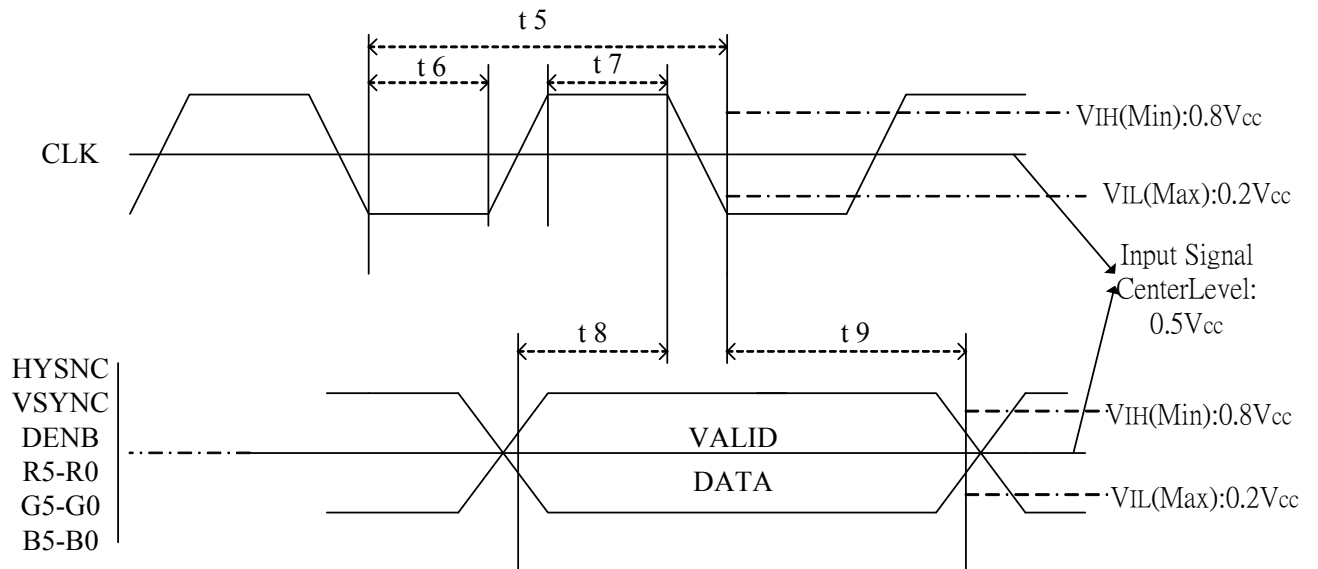 t 5
t 6
t 7
VIH(Min):0.8Vcc
CLK
VIL(Max):0.2Vcc
Input Signal
CenterLevel:
0.5Vcc
t 8
t 9
HYSNC
VSYNC
DENB
R5-R0
G5-G0
B5-B0
VALID
DATA
VIH(Min):0.8Vcc
VIL(Max):0.2Vcc